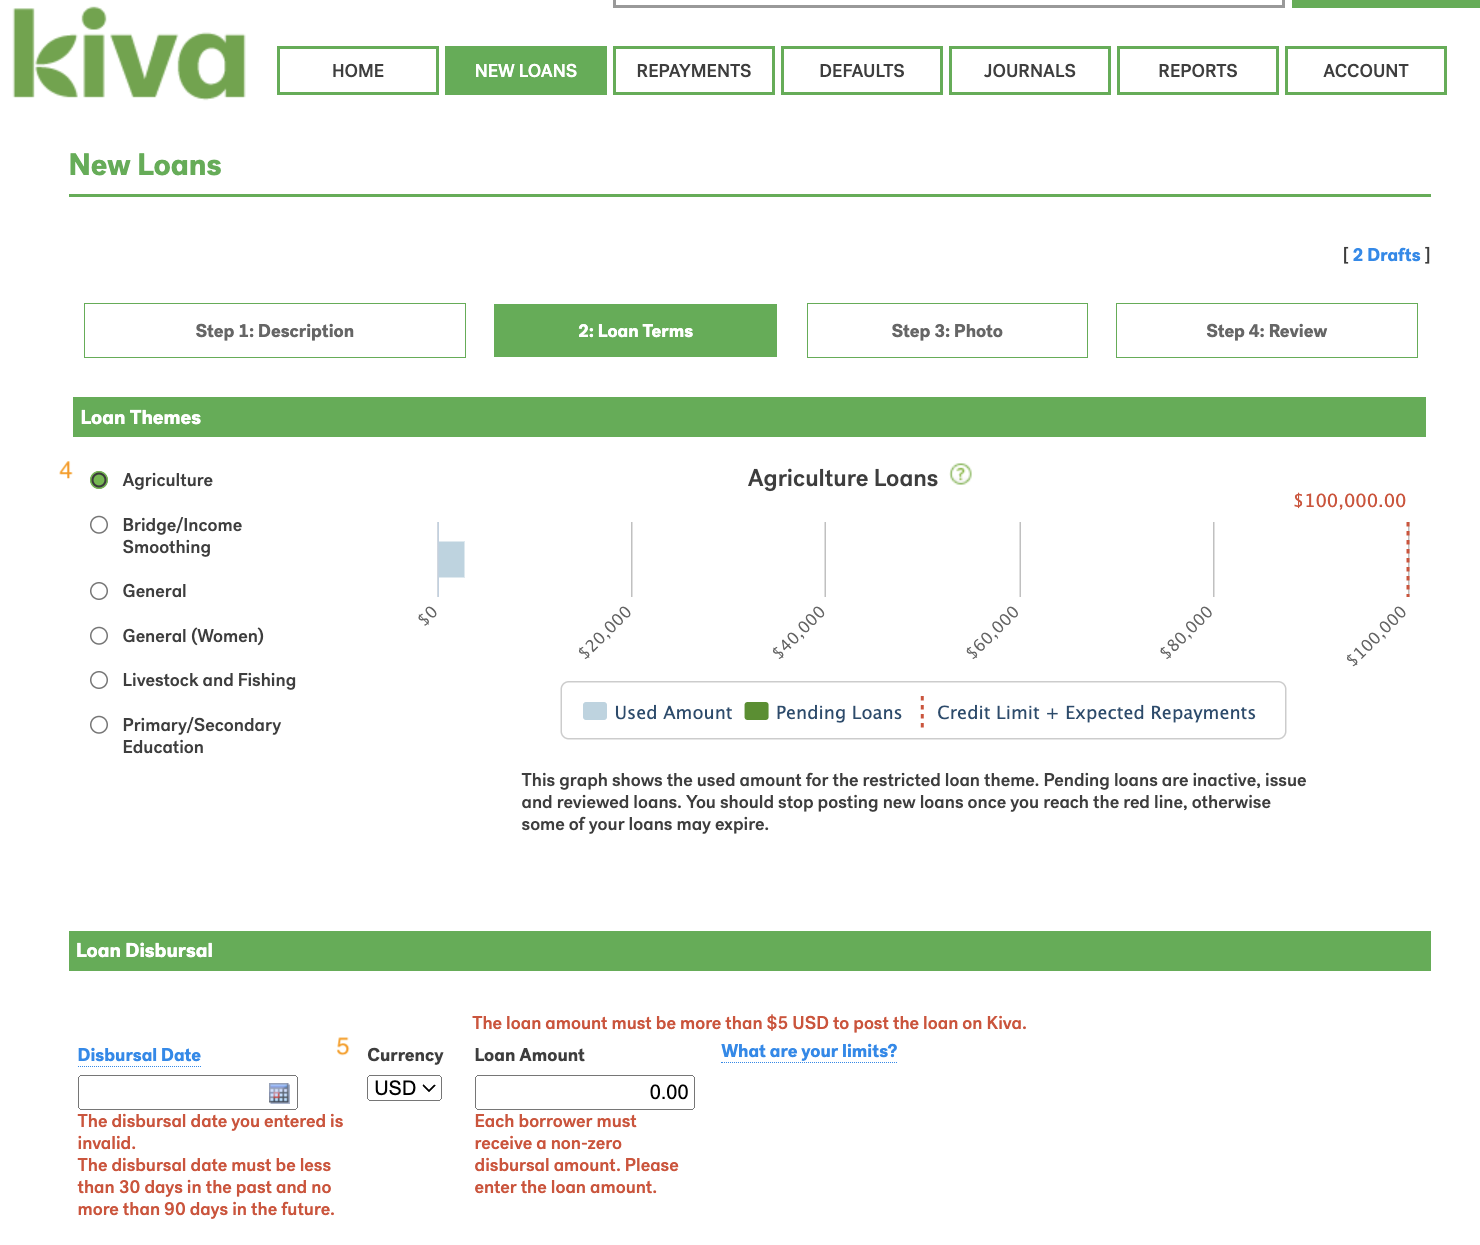 kiva
HOME
NEW LOANS
REPAYMENTS
DEFAULTS
JOURNALS
REPORTS
ACCOUNT
New Loans
[ 2 Drafts ]
Step 1: Description
2: Loan Terms
Step 3: Photo
Step 4: Review
Loan Themes
4
Agriculture
Bridge/Income
Smoothing
General
General (Women)
Livestock and Fishing
Primary/Secondary
Education
Agriculture Loans ?
$100,000.00
$0
$20,000
$40,000
$60,000
$80,000
$100,000
Used Amount
Pending Loans
Credit Limit + Expected Repayments
This graph shows the used amount for the restricted loan theme. Pending loans are inactive, issue
and reviewed loans. You should stop posting new loans once you reach the red line, otherwise
some of your loans may expire.
Loan Disbursal
The loan amount must be more than $5 USD to post the loan on Kiva.
Disbursal Date
The disbursal date you entered is
invalid.
The disbursal date must be less
than 30 days in the past and no
more than 90 days in the future.
5
Currency
USD
Loan Amount
0.00
Each borrower must
receive a non-zero
disbursal amount. Please
enter the loan amount.
What are your limits?